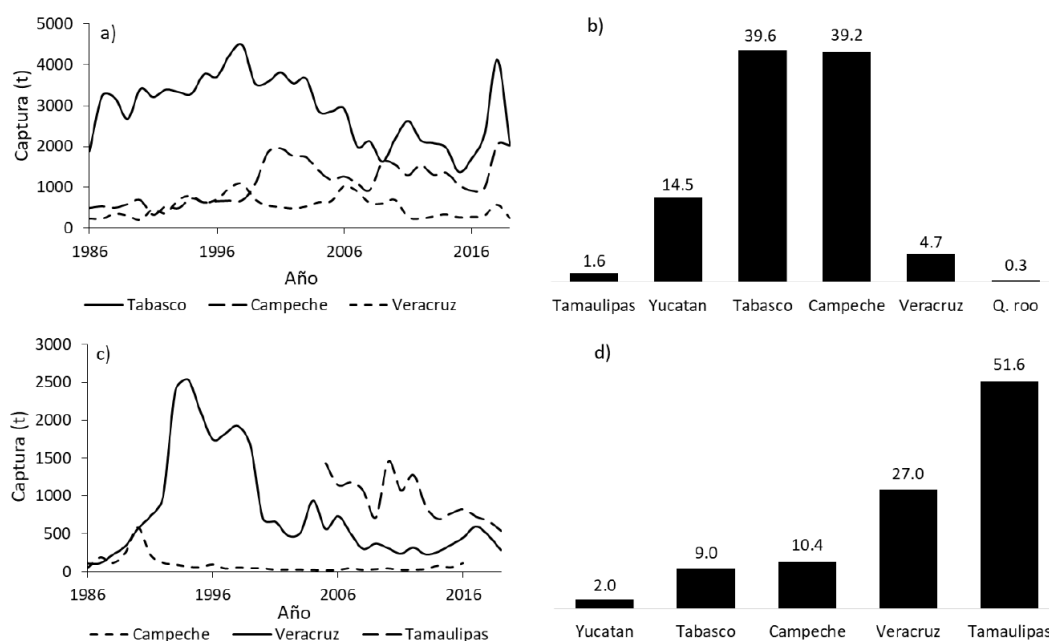 a)
Captura (t)
5000
4000
3000
2000
1000
0
1986 1996 2006 2016
Año
Tabasco Campeche Veracruz
b)
1.6 14.5 39.6 39.2 4.7 0.3
Tamaulipas Yucatan Tabasco Campeche Veracruz Q. roo
c)
Captura (t)
3000
2500
2000
1500
1000
500
0
1986 1996 2006 2016
Año
Campeche Veracruz Tamaulipas
d)
2.0 9.0 10.4 27.0 51.6
Yucatan Tabasco Campeche Veracruz Tamaulipas